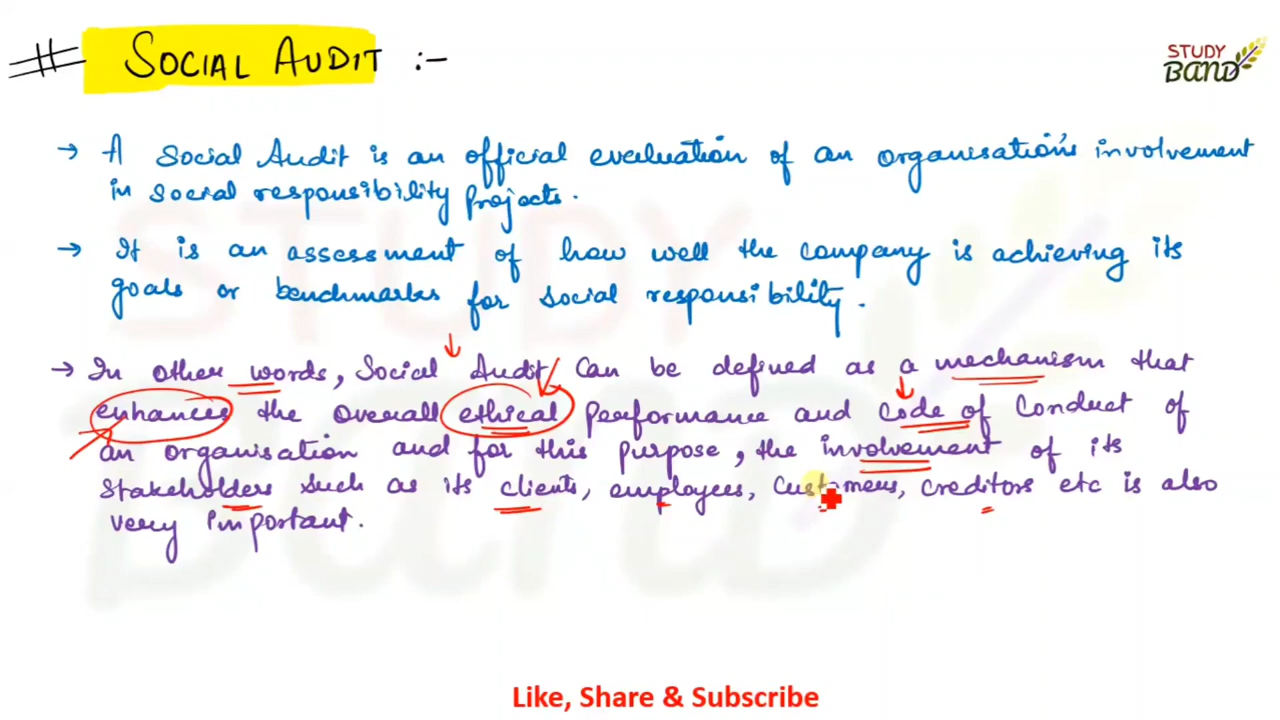 # SOCIAL AUDIT :-
STUDY
BAND
→ A Social Audit is an official evaluation of an organisation's involvement
in social responsibility projects.
→ It is an assessment of how well the company is achieving its
goals or benchmarks for social responsibility.
→ In other words, Social Audit can be defined as a mechanism that
enhances the overall ethical performance and code of conduct of
an organisation and for this purpose, the involvement of its
stakeholders such as its clients, employees, customers, creditors etc is also
very important.
STUDY
BAND
Like, Share & Subscribe